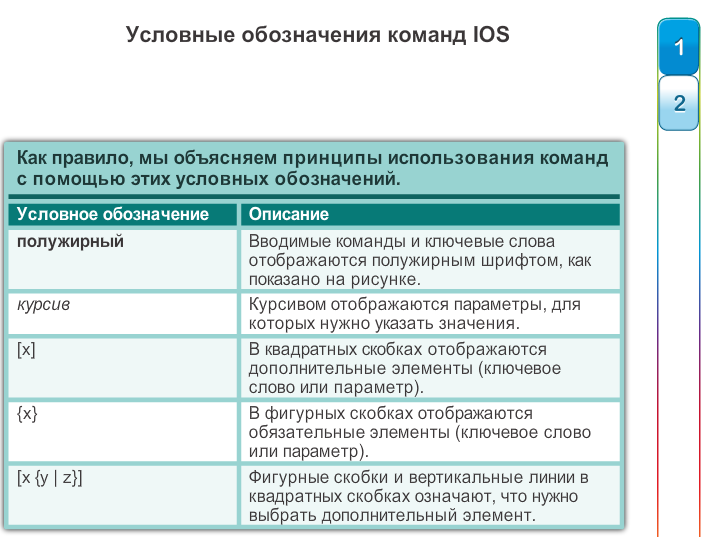 Условные обозначения команд IOS
1
2
Как правило, мы объясняем принципы использования команд
с помощью этих условных обозначений.
Условное обозначение
Описание
полужирный
Вводимые команды и ключевые слова
отображаются полужирным шрифтом, как
показано на рисунке.
курсив
Курсивом отображаются параметры, для
которых нужно указать значения.
[x]
В квадратных скобках отображаются
дополнительные элементы (ключевое
слово или параметр).
{x}
В фигурных скобках отображаются
обязательные элементы (ключевое слово
или параметр).
[x {y | z}]
Фигурные скобки и вертикальные линии в
квадратных скобках означают, что нужно
выбрать дополнительный элемент.